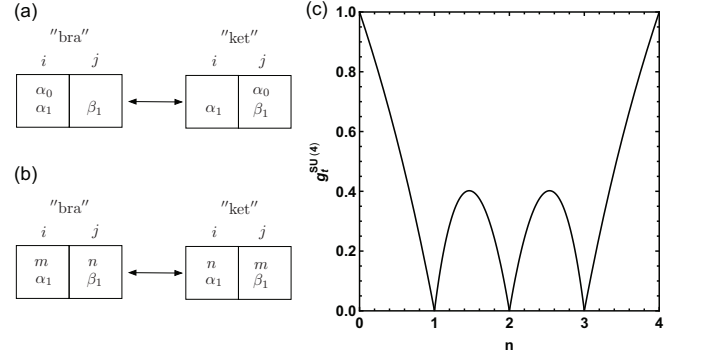 (a)
"bra" "ket"
i j i j
α₀ α₀
α₁ β₁ α₁ β₁
(b)
"bra" "ket"
i j i j
m n n m
α₁ β₁ α₁ β₁
(c)
1.0
0.8
0.6
0.4
0.2
0.0
0 1 2 3 4
g_t^SU(4)
n